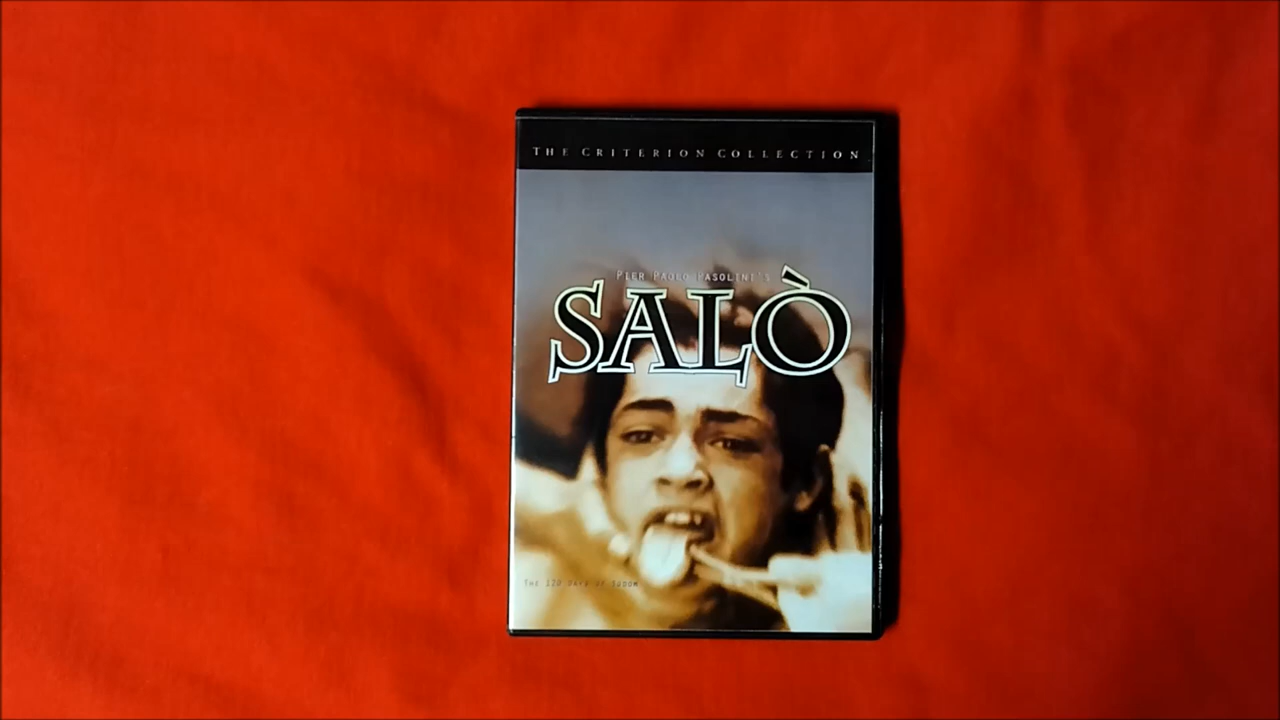 THE CRITERION COLLECTION
PIER PAOLO PASOLINI'S
SALÒ
THE 120 DAYS OF SODOM